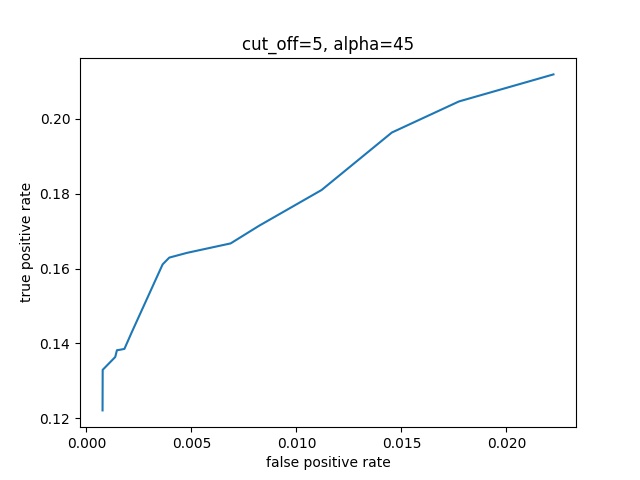 cut_off=5, alpha=45
true positive rate
0.20
0.18
0.16
0.14
0.12
0.000 0.005 0.010 0.015 0.020
false positive rate